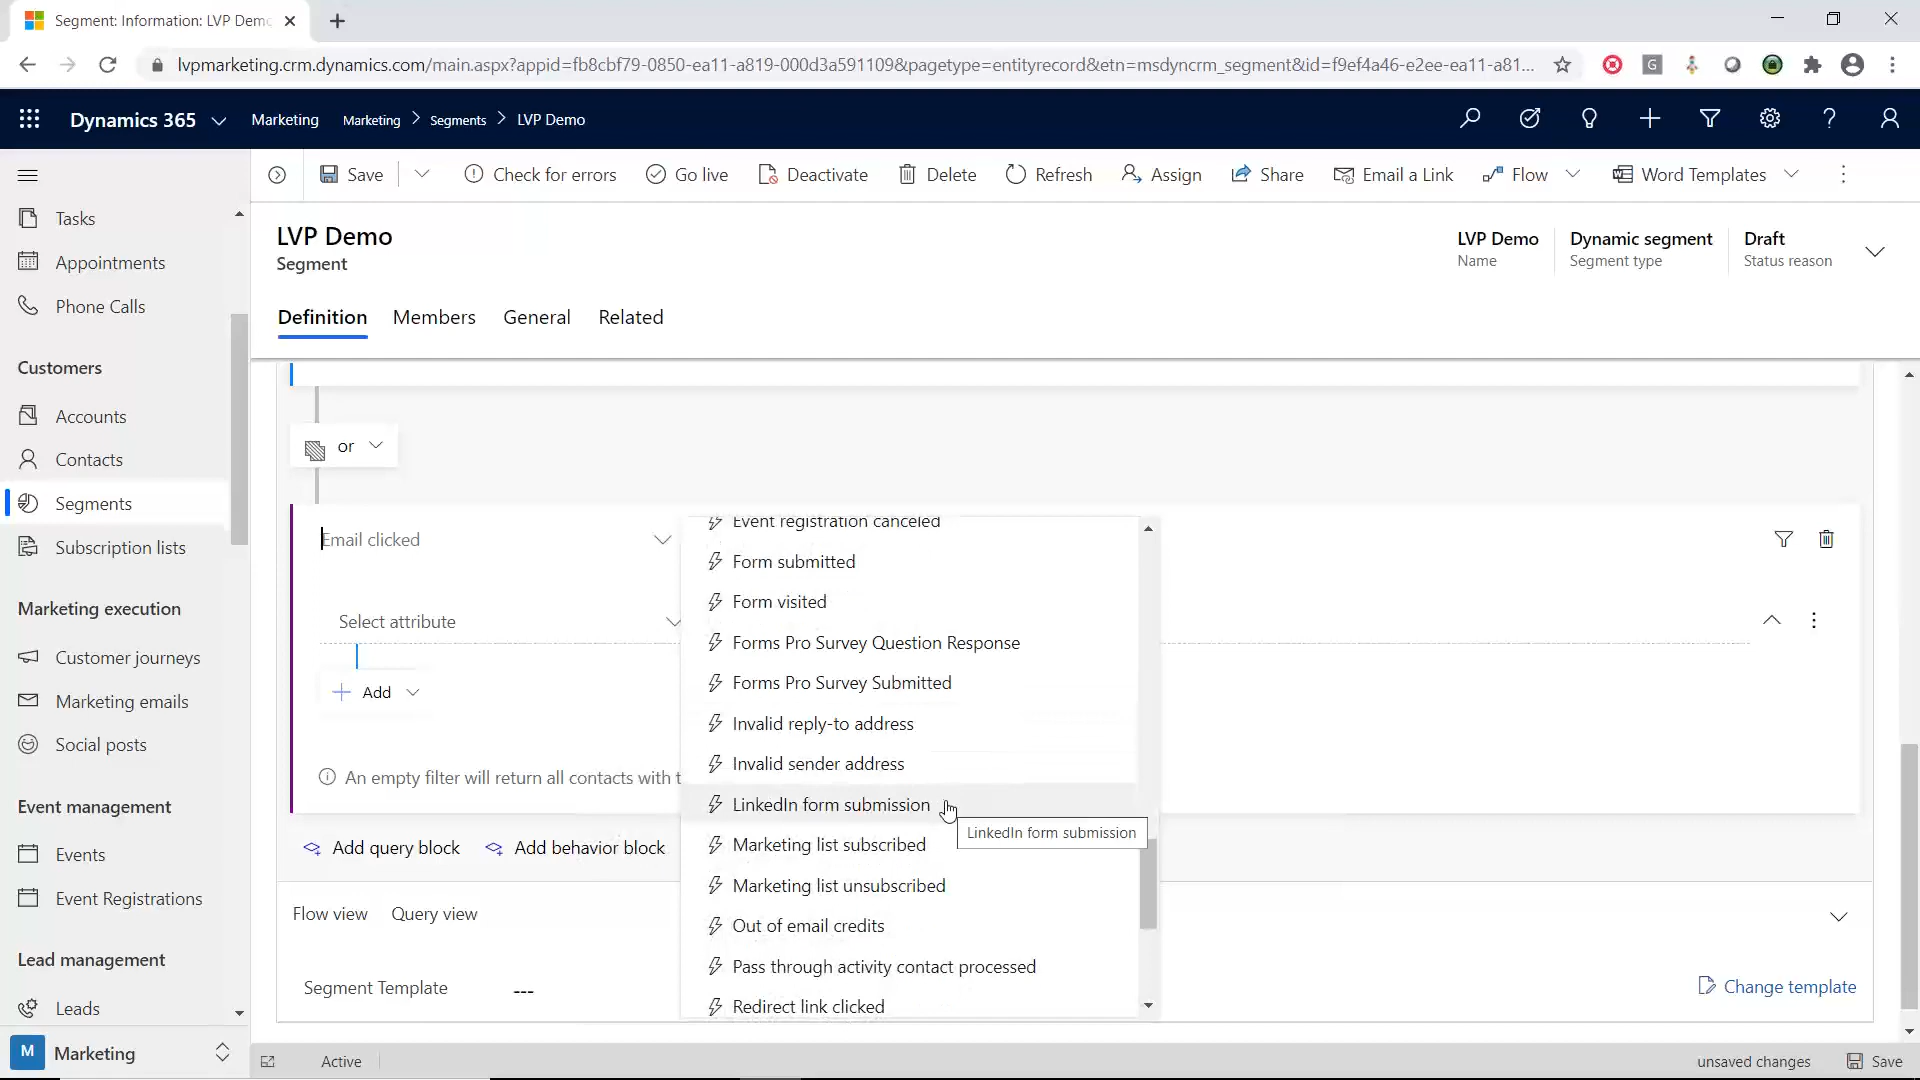 Segment: Information: LVP Demo
lvpmarketing.crm.dynamics.com/main.aspx?appid=fb8cbf79-0850-ea11-a819-000d3a591109&pagetype=entityrecord&etn=msdyncrm_segment&id=f9ef4a46-e2ee-ea11-a81...
G
Dynamics 365
Marketing
Marketing > Segments > LVP Demo
Save
Check for errors
Go live
Deactivate
Delete
Refresh
Assign
Share
Email a Link
Flow
Word Templates
Tasks
Appointments
Phone Calls
Customers
Accounts
Contacts
Segments
Subscription lists
Marketing execution
Customer journeys
Marketing emails
Social posts
Event management
Events
Event Registrations
Lead management
Leads
M
Marketing
LVP Demo
Segment
LVP Demo
Name
Dynamic segment
Segment type
Draft
Status reason
Definition
Members
General
Related
or
Email clicked
Select attribute
Add
An empty filter will return all contacts with t
Event registration canceled
Form submitted
Form visited
Forms Pro Survey Question Response
Forms Pro Survey Submitted
Invalid reply-to address
Invalid sender address
LinkedIn form submission
LinkedIn form submission
Marketing list subscribed
Marketing list unsubscribed
Out of email credits
Pass through activity contact processed
Redirect link clicked
Add query block
Add behavior block
Flow view
Query view
Segment Template
---
Change template
Active
unsaved changes
Save